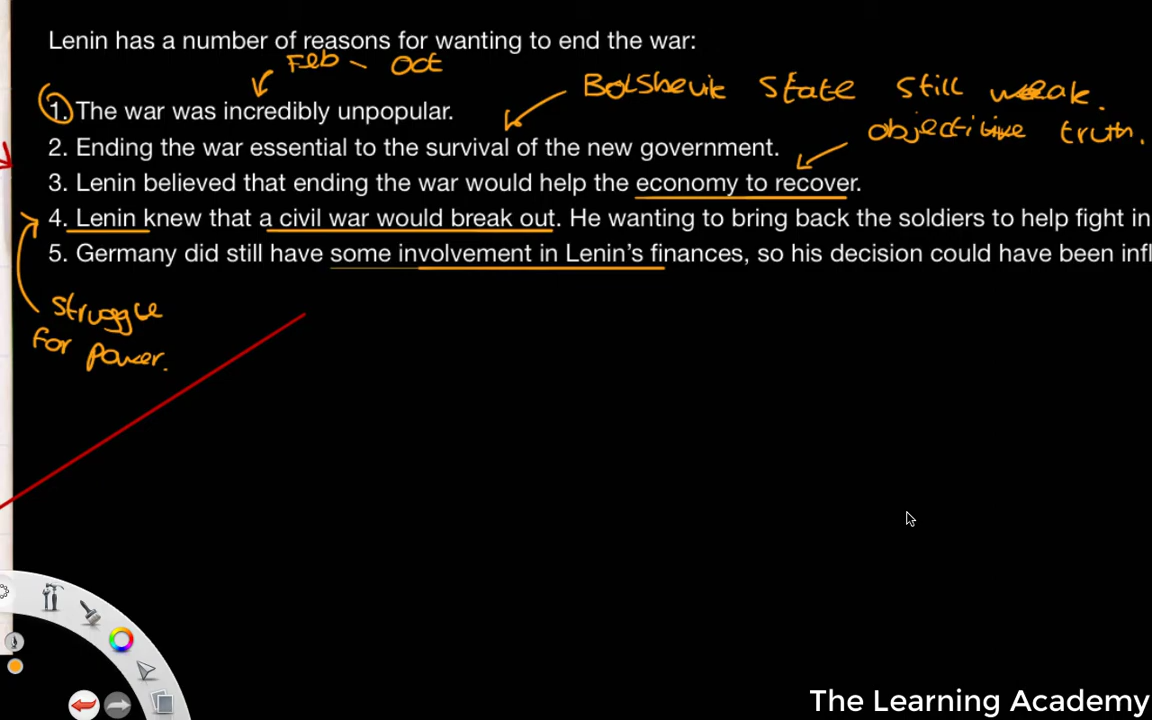 Lenin has a number of reasons for wanting to end the war:
Feb - Oct
Bolshevik State still weak.
1. The war was incredibly unpopular.
objective truth.
2. Ending the war essential to the survival of the new government.
3. Lenin believed that ending the war would help the economy to recover.
4. Lenin knew that a civil war would break out. He wanting to bring back the soldiers to help fight in
5. Germany did still have some involvement in Lenin's finances, so his decision could have been infl
struggle
for power.
The Learning Academy